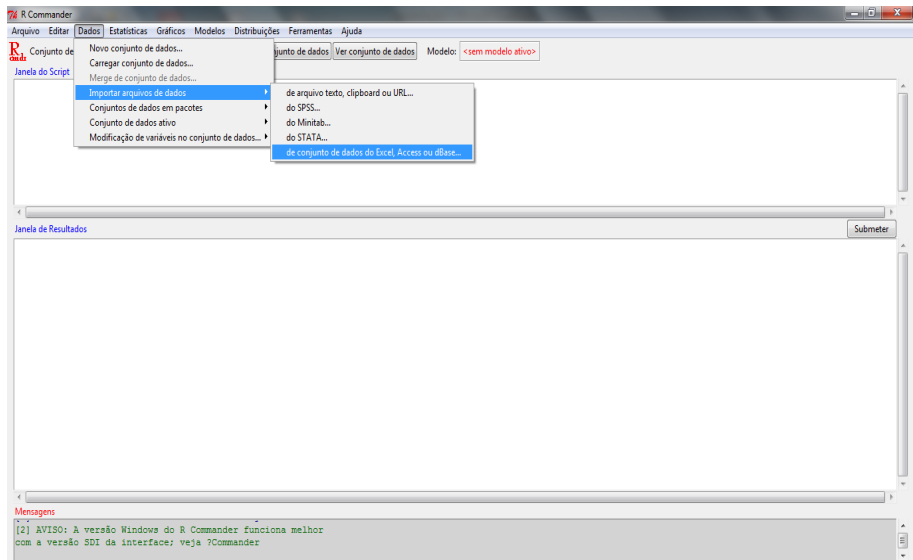 R Commander
Arquivo Editar Dados Estatísticas Gráficos Modelos Distribuições Ferramentas Ajuda
R Conjunto de junto de dados Ver conjunto de dados Modelo: <sem modelo ativo>
cmdr
Novo conjunto de dados...
Carregar conjunto de dados...
Merge de conjunto de dados...
Importar arquivos de dados
Conjuntos de dados em pacotes
Conjunto de dados ativo
Modificação de variáveis no conjunto de dados...
de arquivo texto, clipboard ou URL...
do SPSS...
do Minitab...
do STATA...
de conjunto de dados do Excel, Access ou dBase...
Janela do Script
Janela de Resultados
Submeter
Mensagens
[2] AVISO: A versão Windows do R Commander funciona melhor
com a versão SDI da interface; veja ?Commander